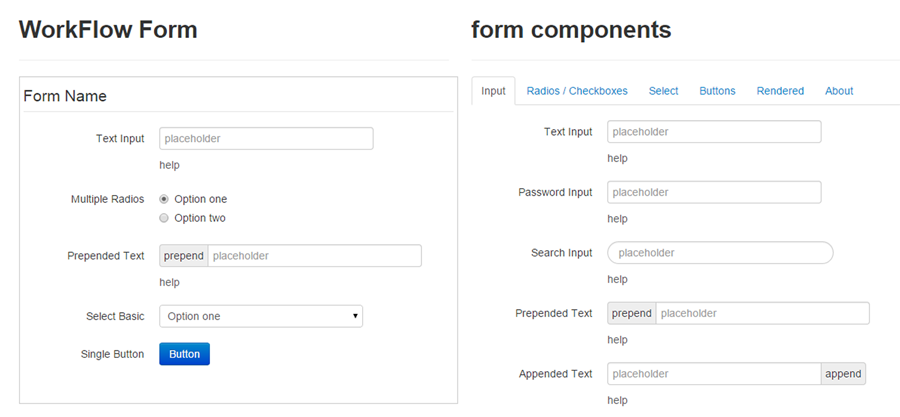 WorkFlow Form
Form Name
Text Input
placeholder
help
Multiple Radios
Option one
Option two
Prepended Text
prepend
placeholder
help
Select Basic
Option one
Single Button
Button
form components
Input
Radios / Checkboxes
Select
Buttons
Rendered
About
Text Input
placeholder
help
Password Input
placeholder
help
Search Input
placeholder
help
Prepended Text
prepend
placeholder
help
Appended Text
placeholder
append
help